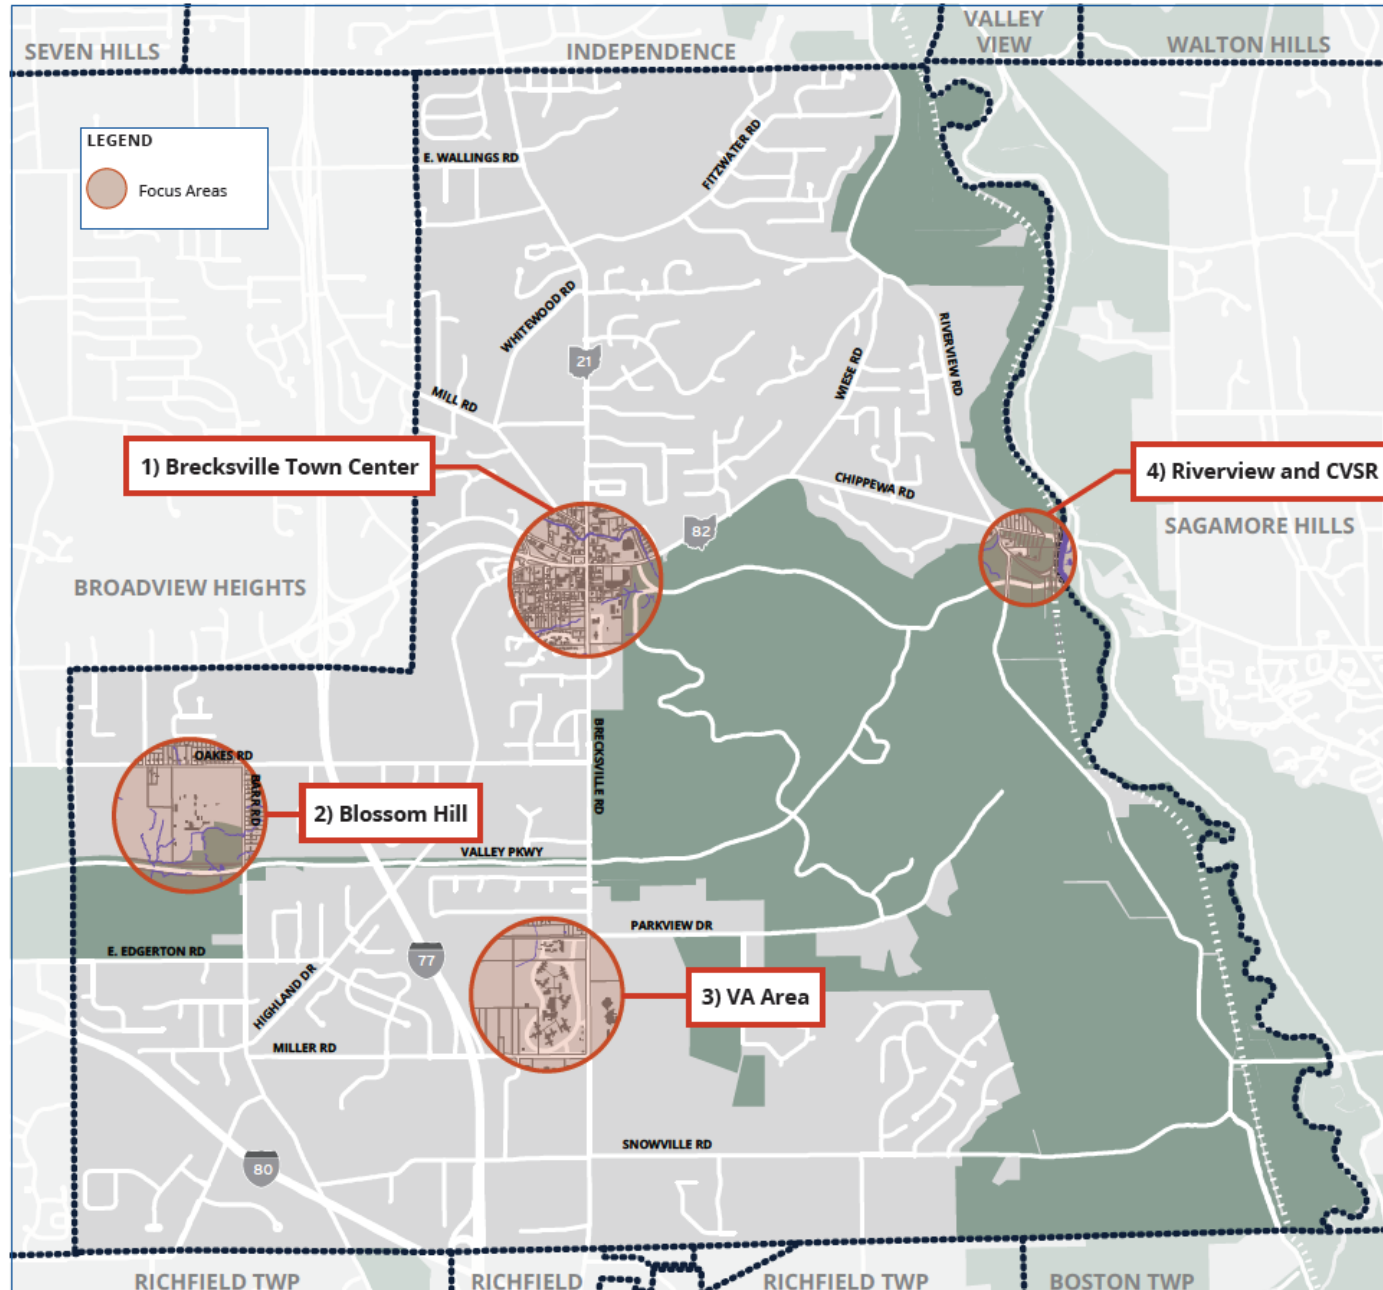 SEVEN HILLS
INDEPENDENCE
VALLEY
VIEW
WALTON HILLS
LEGEND
Focus Areas
E. WALLINGS RD
FITZWATER RD
WHITEWOOD RD
21
RIVERVIEW RD
WIESE RD
MILL RD
1) Brecksville Town Center
4) Riverview and CVSR
CHIPPEWA RD
82
SAGAMORE HILLS
BROADVIEW HEIGHTS
OAKES RD
BARR RD
BRECKSVILLE RD
2) Blossom Hill
VALLEY PKWY
PARKVIEW DR
E. EDGERTON RD
77
HIGHLAND DR
3) VA Area
MILLER RD
SNOWVILLE RD
80
RICHFIELD TWP
RICHFIELD
RICHFIELD TWP
BOSTON TWP